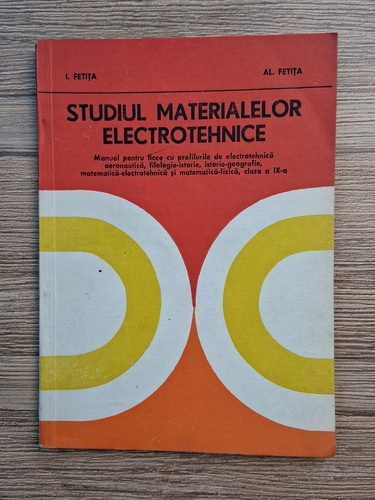 I. FETIȚA AL. FETIȚA
STUDIUL MATERIALELOR
ELECTROTEHNICE
Manual pentru licee cu profilurile de electrotehnică
aeronautică, filologie-istorie, istorie-geografie,
matematică-electrotehnică și matematică-fizică, clasa a IX-a